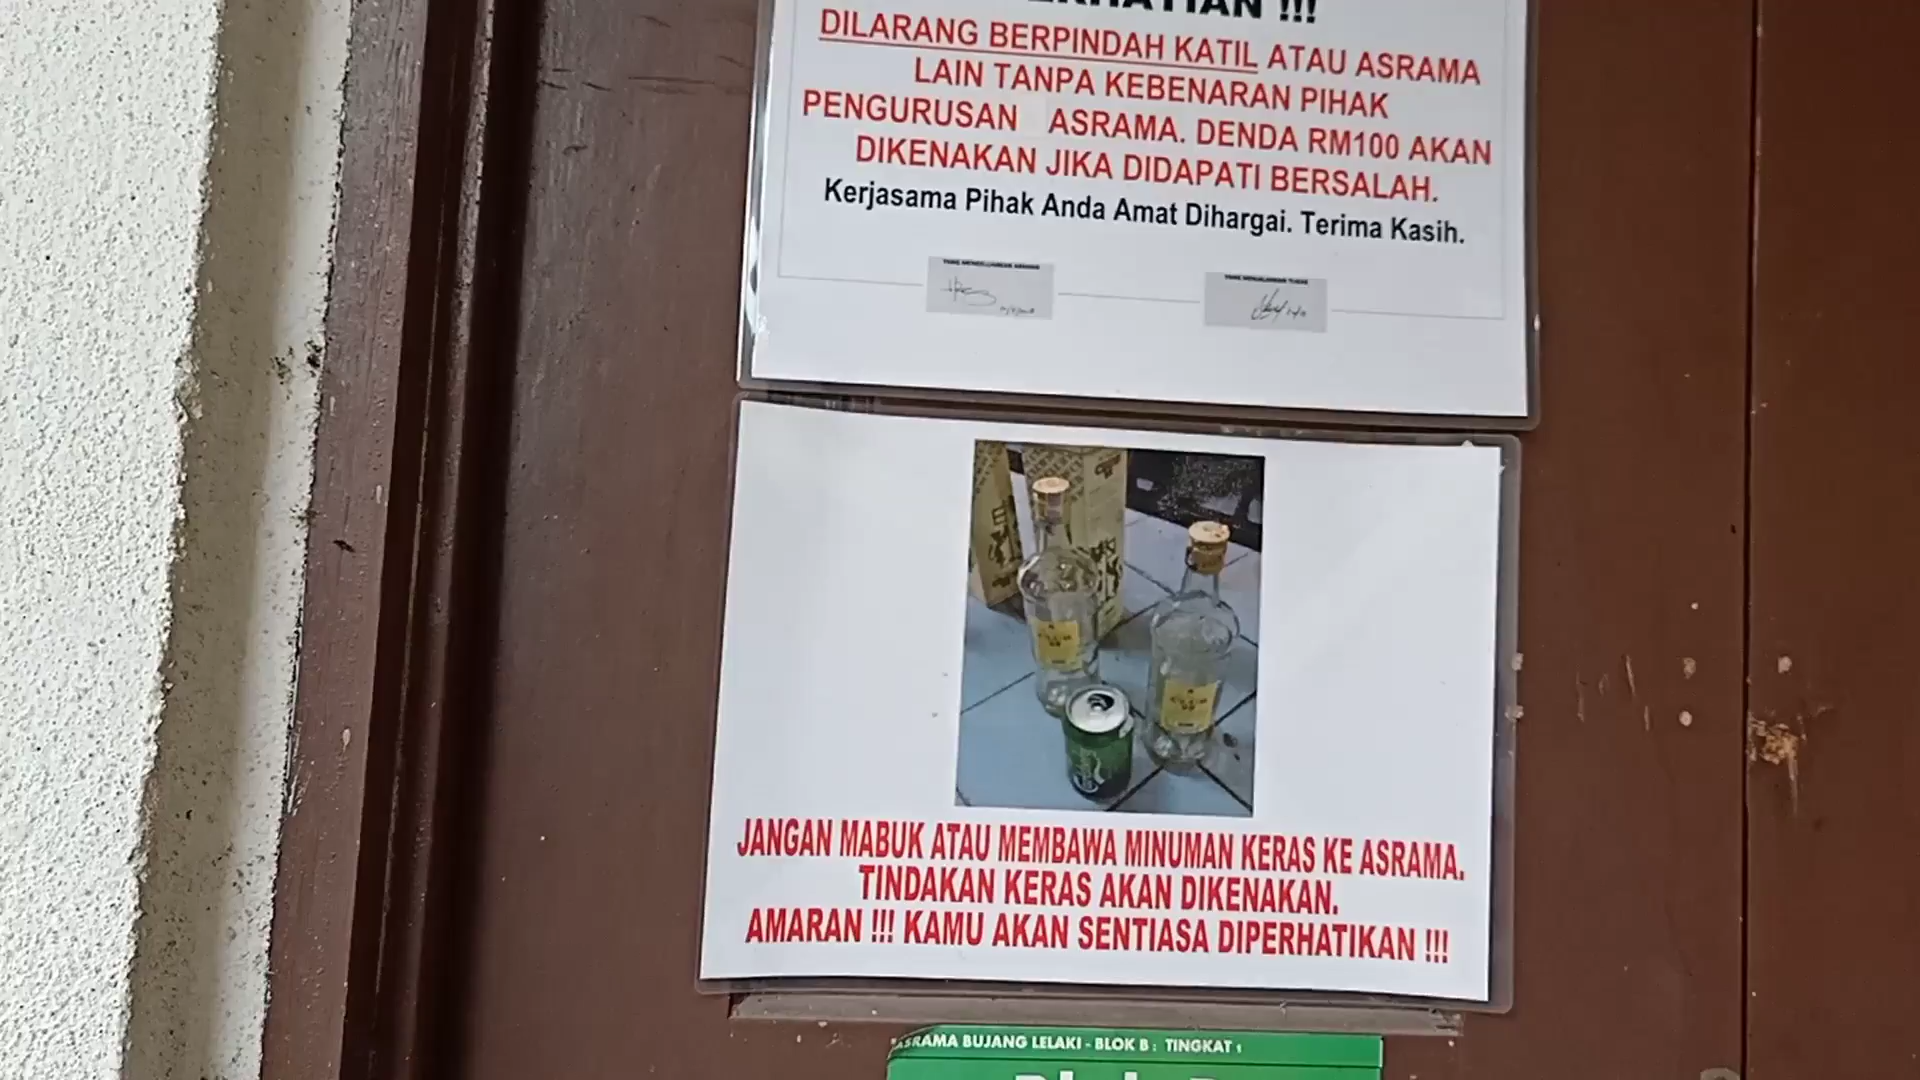 !!!
DILARANG BERPINDAH KATIL ATAU ASRAMA
LAIN TANPA KEBENARAN PIHAK
PENGURUSAN ASRAMA. DENDA RM100 AKAN
DIKENAKAN JIKA DIDAPATI BERSALAH.
Kerjasama Pihak Anda Amat Dihargai. Terima Kasih.
JANGAN MABUK ATAU MEMBAWA MINUMAN KERAS KE ASRAMA.
TINDAKAN KERAS AKAN DIKENAKAN.
AMARAN !!! KAMU AKAN SENTIASA DIPERHATIKAN !!!
ASRAMA BUJANG LELAKI - BLOK B : TINGKAT 1